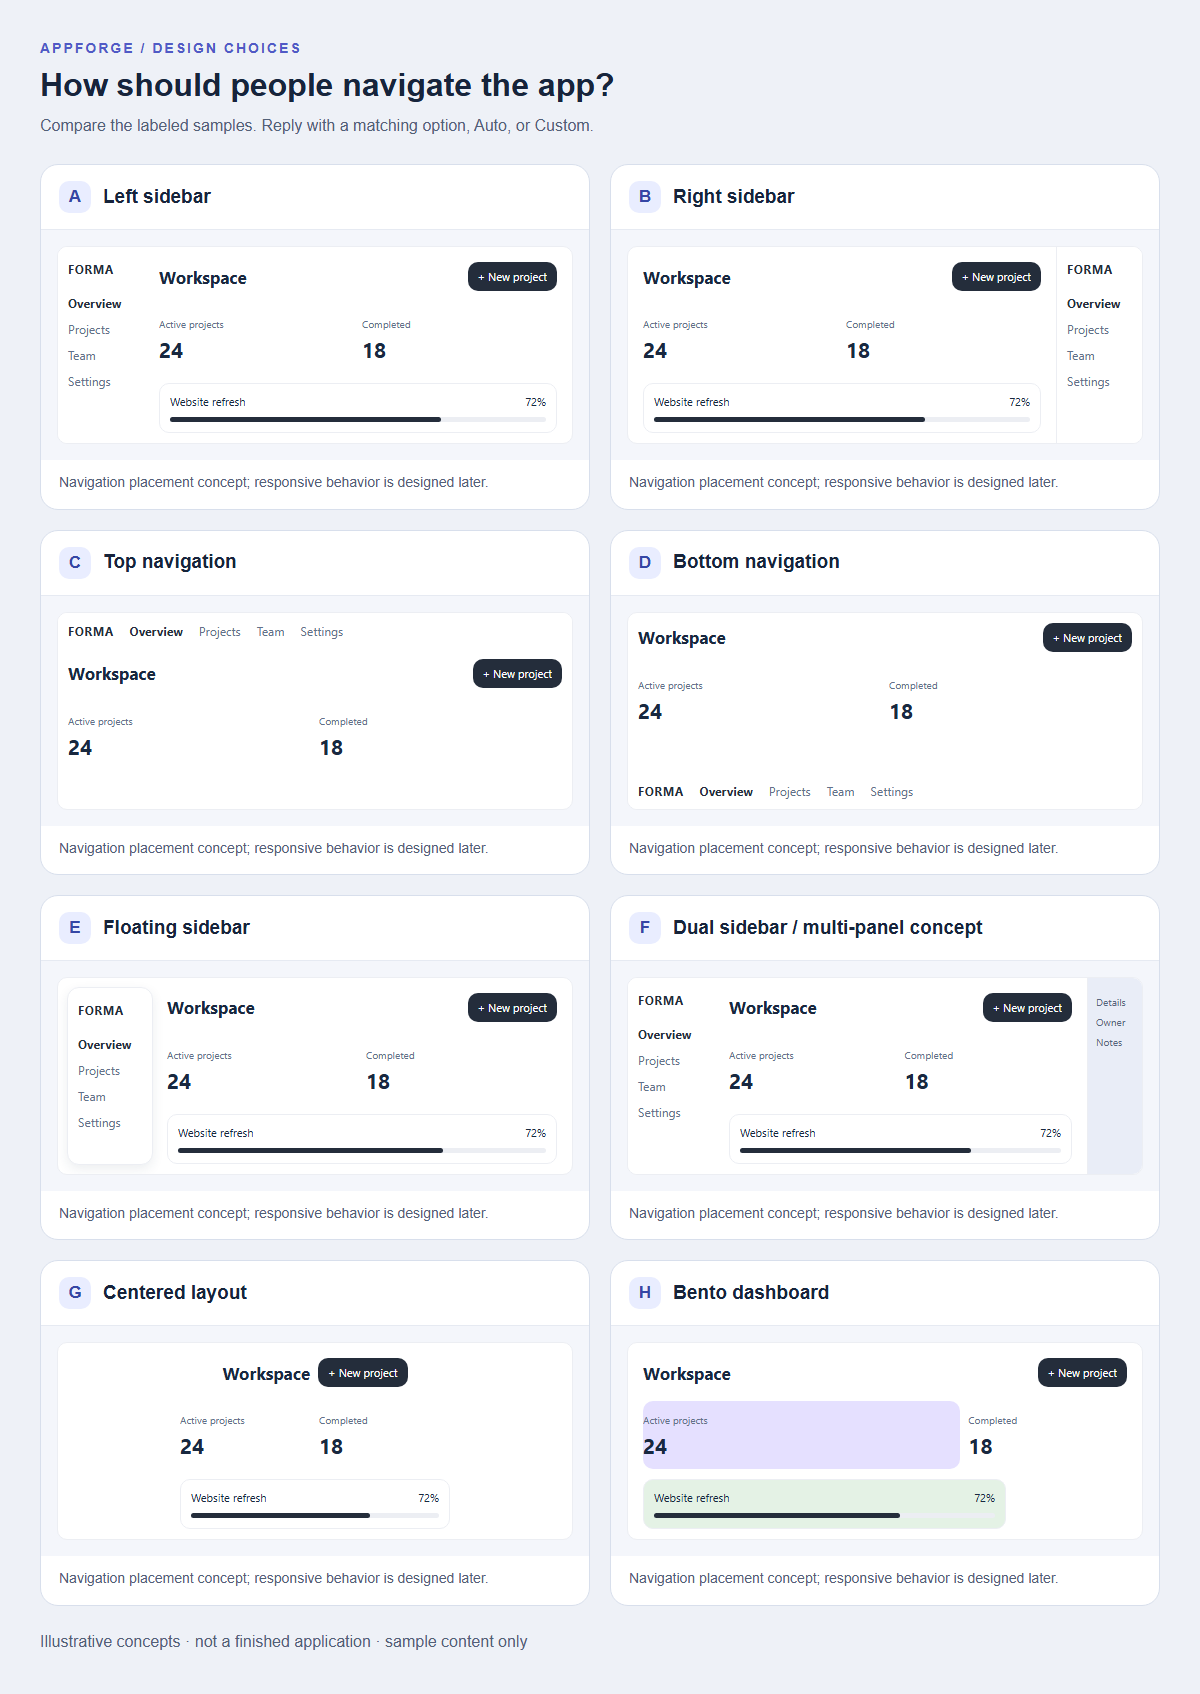 APPFORGE / DESIGN CHOICES
How should people navigate the app?
Compare the labeled samples. Reply with a matching option, Auto, or Custom.
A Left sidebar
FORMA
Overview
Projects
Team
Settings
Workspace
+ New project
Active projects
24
Completed
18
Website refresh 72%
Navigation placement concept; responsive behavior is designed later.
B Right sidebar
Workspace
+ New project
Active projects
24
Completed
18
Website refresh 72%
FORMA
Overview
Projects
Team
Settings
Navigation placement concept; responsive behavior is designed later.
C Top navigation
FORMA Overview Projects Team Settings
Workspace
+ New project
Active projects
24
Completed
18
Navigation placement concept; responsive behavior is designed later.
D Bottom navigation
Workspace
+ New project
Active projects
24
Completed
18
FORMA Overview Projects Team Settings
Navigation placement concept; responsive behavior is designed later.
E Floating sidebar
FORMA
Overview
Projects
Team
Settings
Workspace
+ New project
Active projects
24
Completed
18
Website refresh 72%
Navigation placement concept; responsive behavior is designed later.
F Dual sidebar / multi-panel concept
FORMA
Overview
Projects
Team
Settings
Workspace
+ New project
Active projects
24
Completed
18
Website refresh 72%
Details
Owner
Notes
Navigation placement concept; responsive behavior is designed later.
G Centered layout
Workspace
+ New project
Active projects
24
Completed
18
Website refresh 72%
Navigation placement concept; responsive behavior is designed later.
H Bento dashboard
Workspace
+ New project
Active projects
24
Completed
18
Website refresh 72%
Navigation placement concept; responsive behavior is designed later.
Illustrative concepts · not a finished application · sample content only